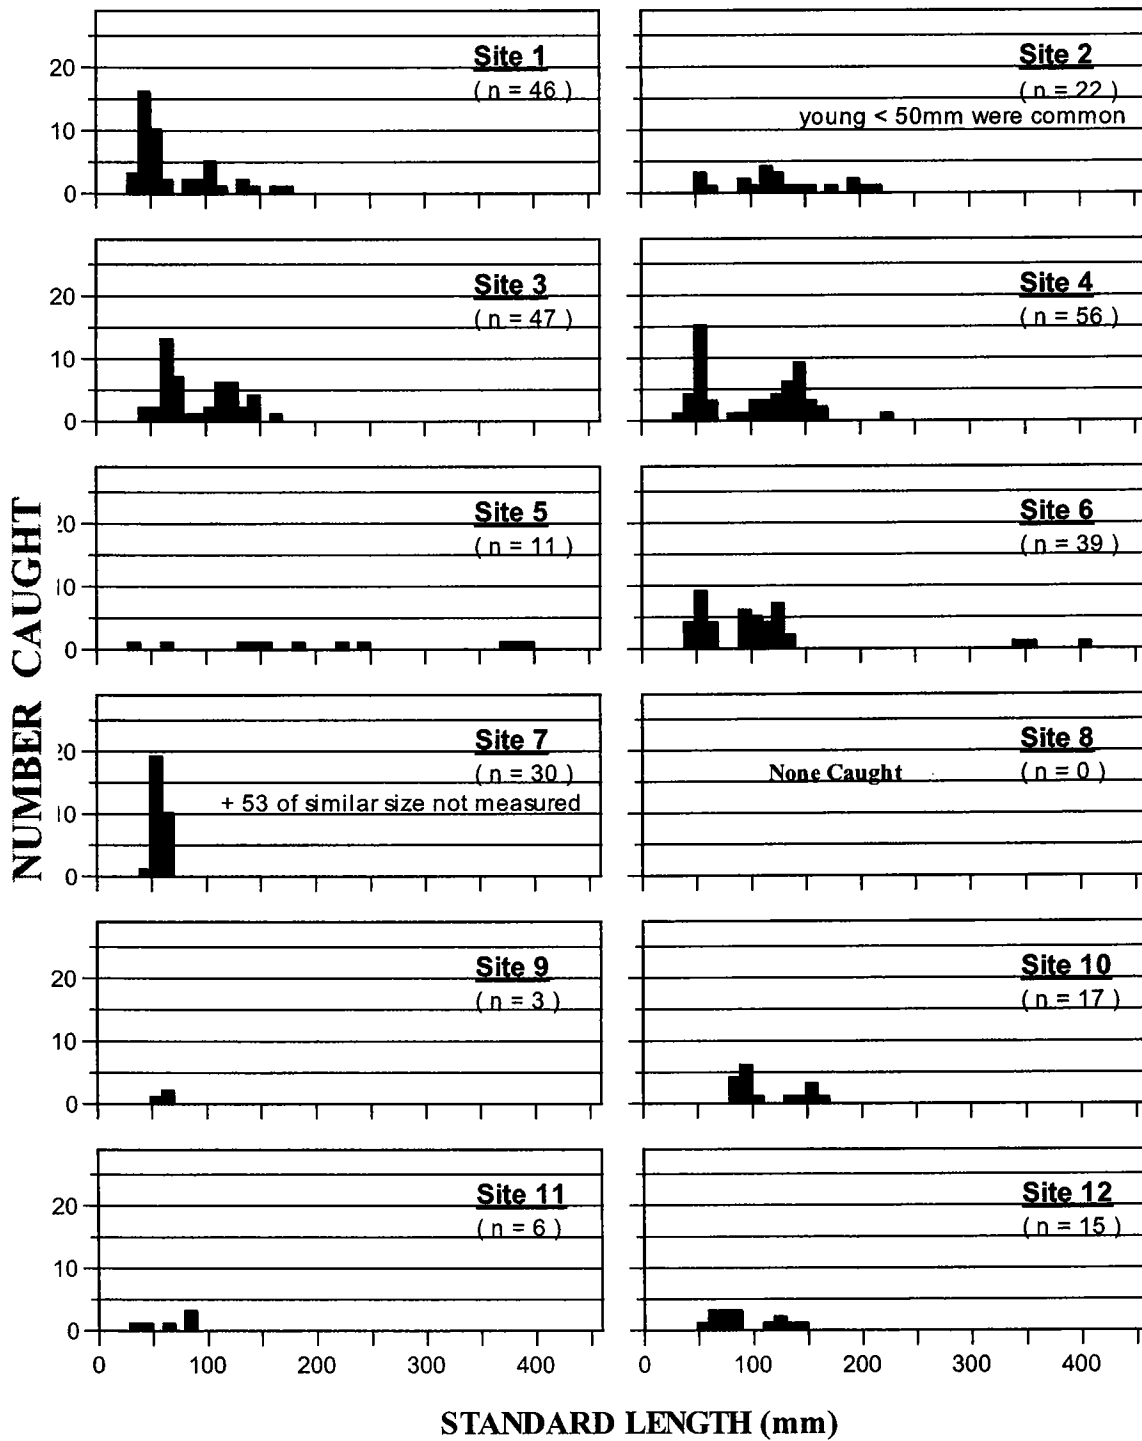 Site 1
( n = 46 )
20
10
0
Site 2
( n = 22 )
young < 50mm were common
Site 3
( n = 47 )
20
10
0
Site 4
( n = 56 )
Site 5
( n = 11 )
20
10
0
Site 6
( n = 39 )
Site 7
( n = 30 )
+ 53 of similar size not measured
20
10
0
Site 8
( n = 0 )
None Caught
Site 9
( n = 3 )
20
10
0
Site 10
( n = 17 )
Site 11
( n = 6 )
20
10
0
Site 12
( n = 15 )
0 100 200 300 400
0 100 200 300 400
NUMBER CAUGHT
STANDARD LENGTH (mm)